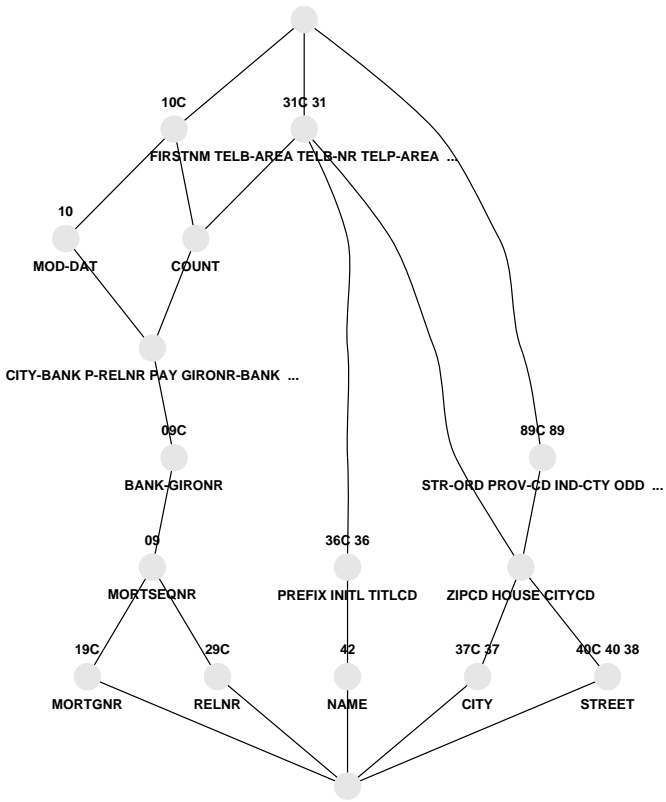 10C
31C 31
FIRSTNM TELB-AREA TELB-NR TELP-AREA ...
10
MOD-DAT
COUNT
CITY-BANK P-RELNR PAY GIRONR-BANK ...
09C
89C 89
BANK-GIRONR
STR-ORD PROV-CD IND-CTY ODD ...
09
36C 36
MORTSEQNR
PREFIX INITL TITLCD
ZIPCD HOUSE CITYCD
19C
29C
42
37C 37
40C 40 38
MORTGNR
RELNR
NAME
CITY
STREET